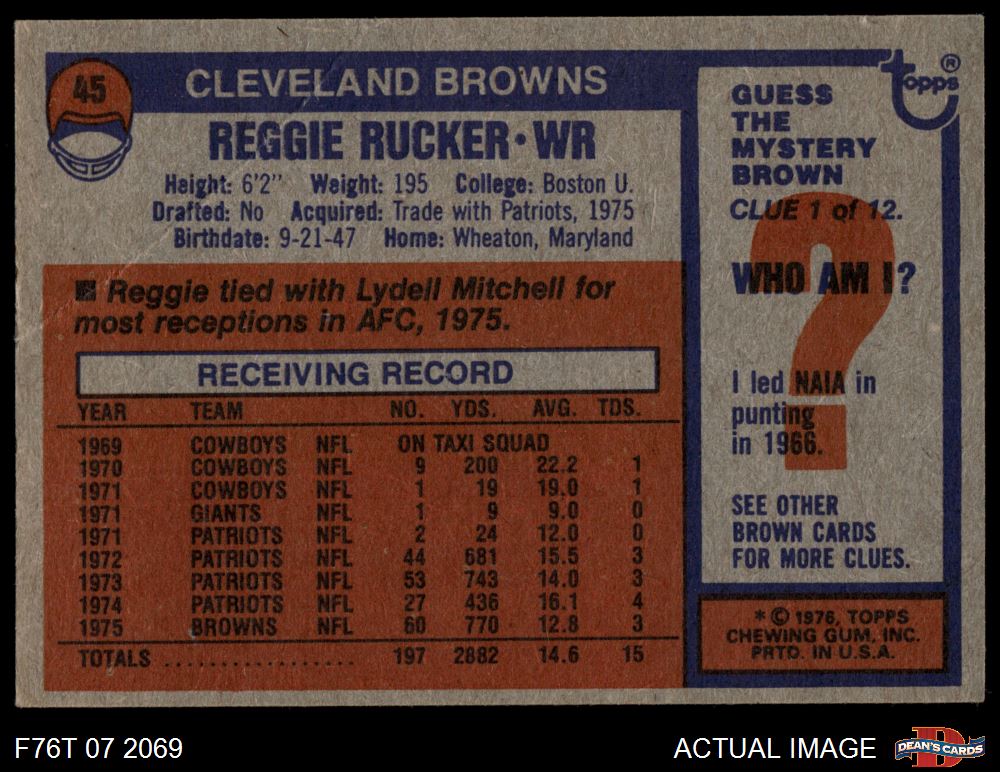 45
CLEVELAND BROWNS
REGGIE RUCKER • WR
Height: 6'2" Weight: 195 College: Boston U.
Drafted: No Acquired: Trade with Patriots, 1975
Birthdate: 9-21-47 Home: Wheaton, Maryland
■ Reggie tied with Lydell Mitchell for
most receptions in AFC, 1975.
RECEIVING RECORD
YEAR TEAM NO. YDS. AVG. TDS.
1969 COWBOYS NFL ON TAXI SQUAD
1970 COWBOYS NFL 9 200 22.2 1
1971 COWBOYS NFL 1 19 19.0 1
1971 GIANTS NFL 1 9 9.0 0
1971 PATRIOTS NFL 2 24 12.0 0
1972 PATRIOTS NFL 44 681 15.5 3
1973 PATRIOTS NFL 53 743 14.0 3
1974 PATRIOTS NFL 27 436 16.1 4
1975 BROWNS NFL 60 770 12.8 3
TOTALS .................. 197 2882 14.6 15
topps ®
GUESS
THE
MYSTERY
BROWN
CLUE 1 of 12.
?
WHO AM I?
I led NAIA in
punting
in 1966.
SEE OTHER
BROWN CARDS
FOR MORE CLUES.
* © 1976, TOPPS
CHEWING GUM, INC.
PRTD. IN U.S.A.
F76T 07 2069
ACTUAL IMAGE
D
DEAN'S CARDS